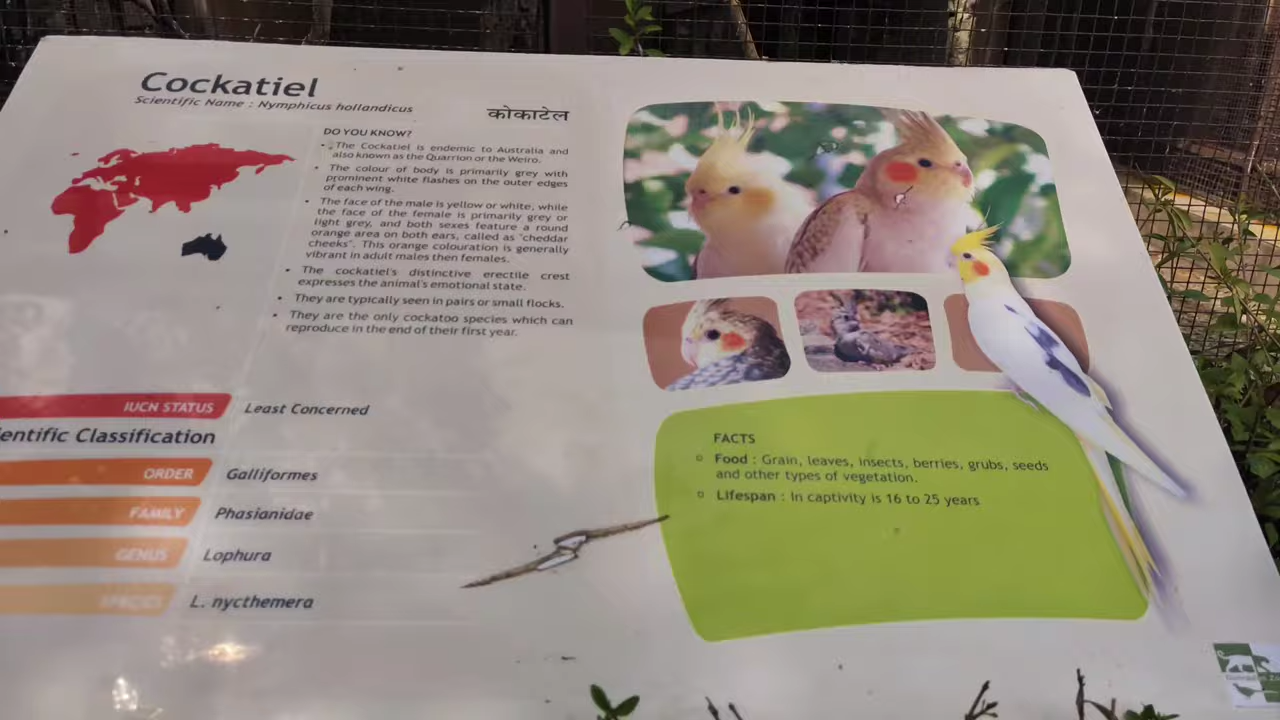 Cockatiel
Scientific Name : Nymphicus hollandicus
कोकाटेल
DO YOU KNOW?
• The Cockatiel is endemic to Australia and
also known as the Quarrion or the Weiro.
• The colour of body is primarily grey with
prominent white flashes on the outer edges
of each wing.
• The face of the male is yellow or white, while
the face of the female is primarily grey or
light grey, and both sexes feature a round
orange area on both ears, called as "cheddar
cheeks". This orange colouration is generally
vibrant in adult males then females.
• The cockatiel's distinctive erectile crest
expresses the animal's emotional state.
• They are typically seen in pairs or small flocks.
• They are the only cockatoo species which can
reproduce in the end of their first year.
IUCN STATUS Least Concerned
entific Classification
ORDER Galliformes
FAMILY Phasianidae
GENUS Lophura
SPECIES L. nycthemera
FACTS
Food : Grain, leaves, insects, berries, grubs, seeds
and other types of vegetation.
Lifespan : In captivity is 16 to 25 years